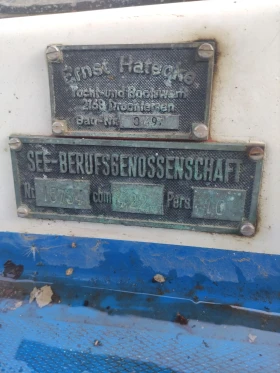 Ernst Hatecke
Yacht- und Bootswerft
2168 Drochtersen
Bau-Nr.
SEE-BERUFSGENOSSENSCHAFT
Nr. cbm Pers.